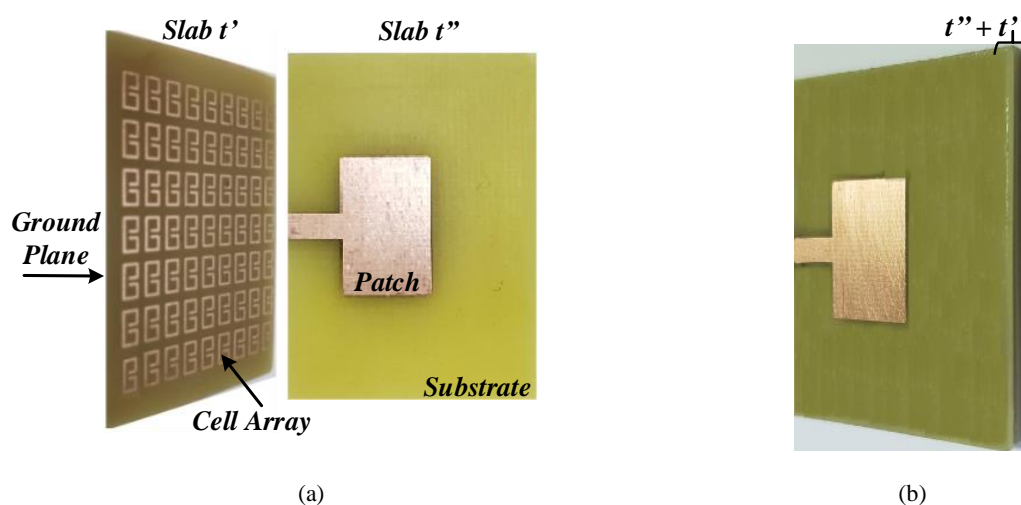 Slab t’
Slab t”
t” + t’
Ground
Plane
Patch
Substrate
Cell Array
(a)
(b)